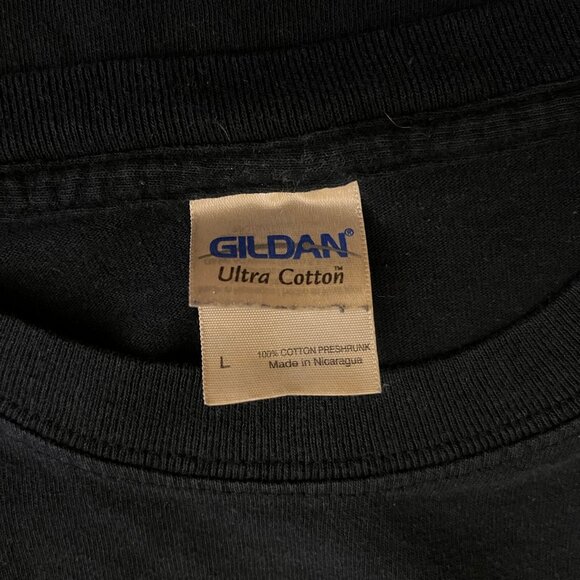 GILDAN®
Ultra Cotton™
L
100% COTTON PRESHRUNK
Made in Nicaragua